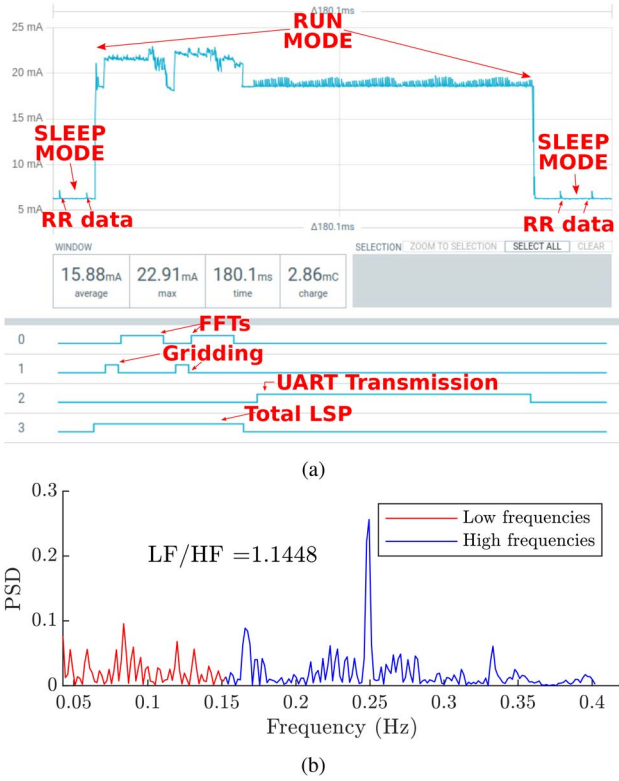 Δ180.1ms
25 mA
RUN
MODE
20 mA
15 mA
SLEEP
MODE
SLEEP
MODE
10 mA
RR data
RR data
5 mA
Δ180.1ms
WINDOW
SELECTION
ZOOM TO SELECTION
SELECT ALL
CLEAR
15.88mA
average
22.91mA
max
180.1ms
time
2.86mC
charge
0
FFTs
1
Gridding
2
UART Transmission
3
Total LSP
(a)
0.3
0.2
0.1
0
PSD
LF/HF =1.1448
Low frequencies
High frequencies
0.05 0.1 0.15 0.2 0.25 0.3 0.35 0.4
Frequency (Hz)
(b)